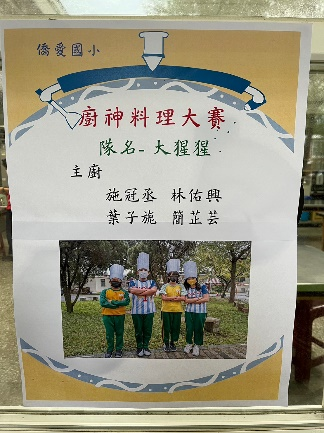 僑愛國小
廚神料理大賽
隊名-大猩猩
主廚
施冠丞 林佑興
葉子旎 簡芷芸